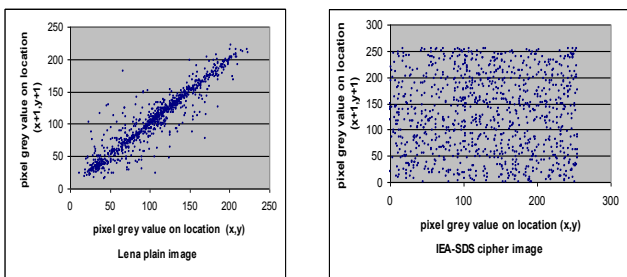 pixel grey value on location
(x+1,y+1)
250
200
150
100
50
0
0 50 100 150 200 250
pixel grey value on location (x,y)
Lena plain image
pixel grey value on location
(x+1,y+1)
300
250
200
150
100
50
0
0 100 200 300
pixel grey value on location (x,y)
IEA-SDS cipher image